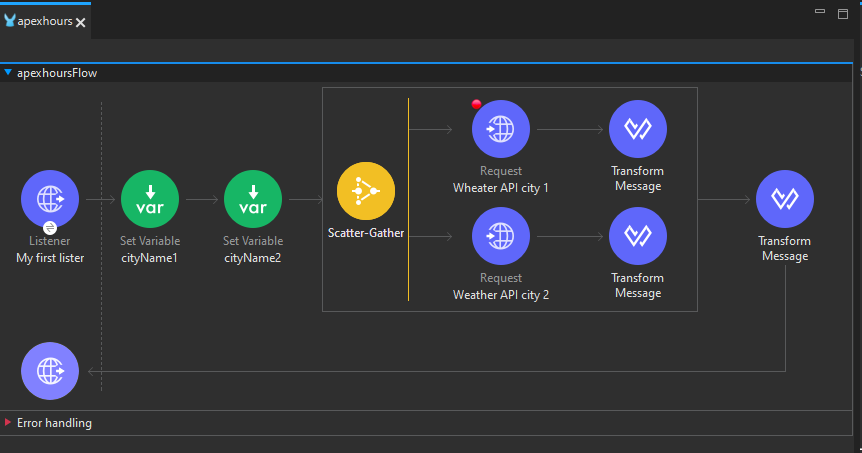 apexhours
apexhoursFlow
Listener
My first lister
Set Variable
cityName1
Set Variable
cityName2
Scatter-Gather
Request
Wheater API city 1
Transform
Message
Request
Weather API city 2
Transform
Message
Transform
Message
var
var
Error handling